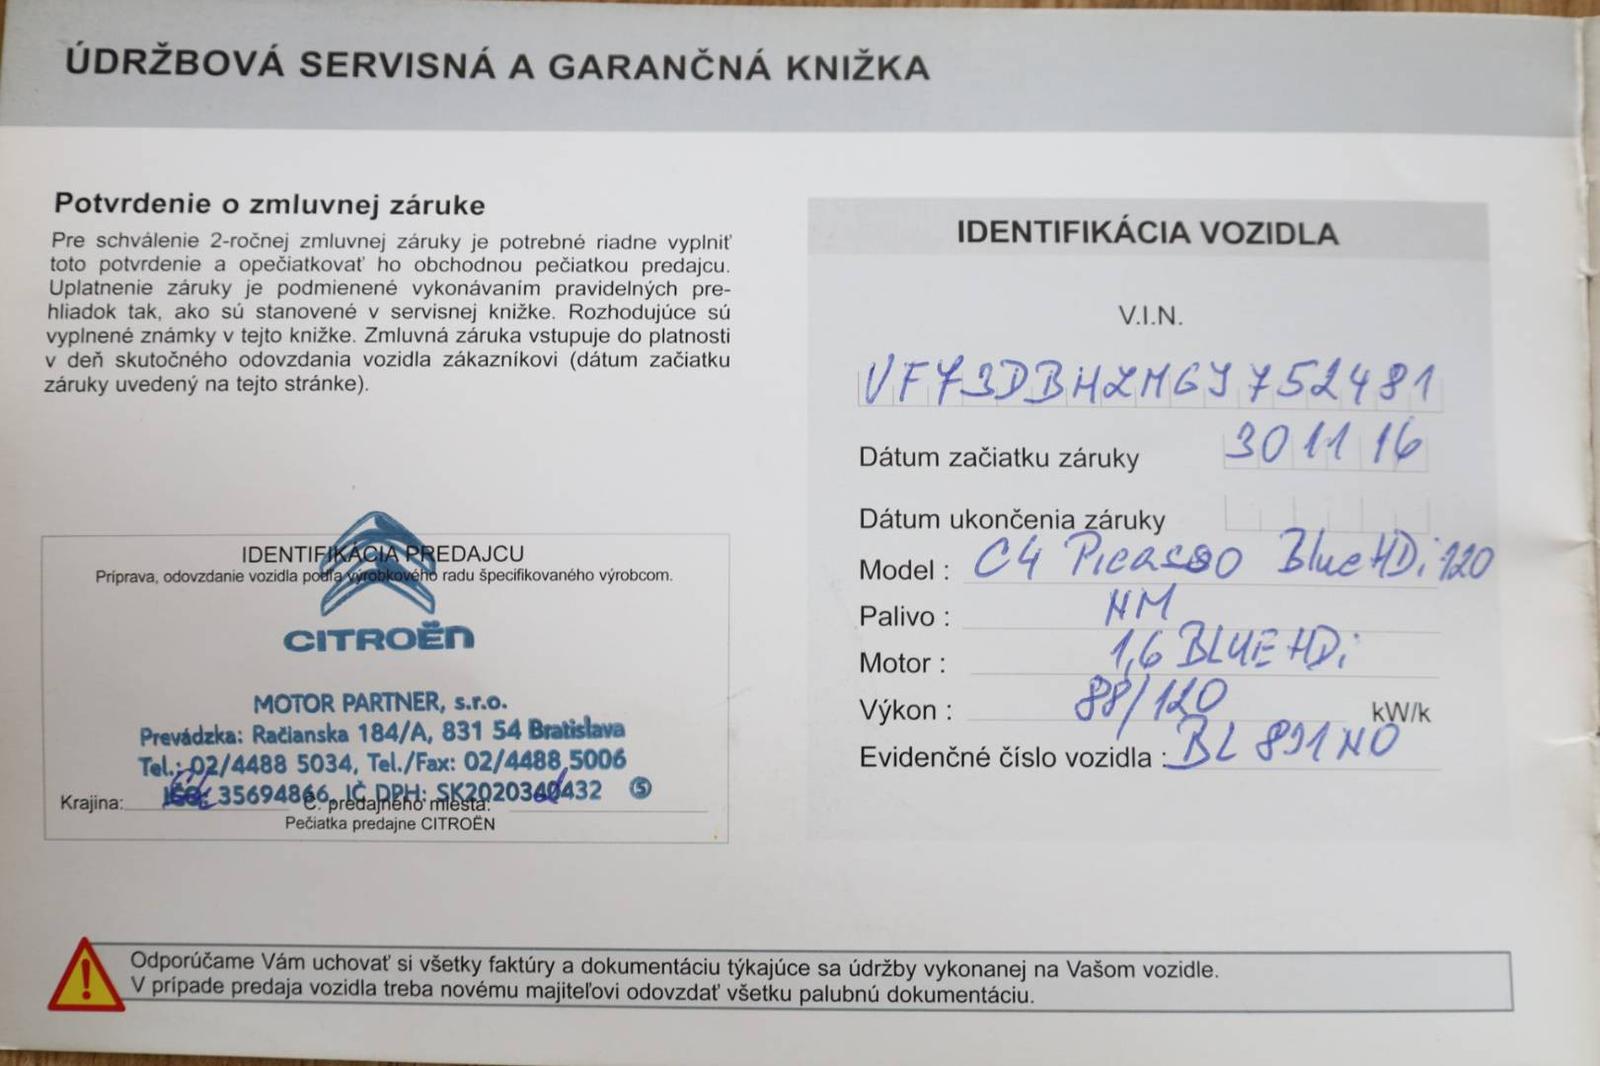 ÚDRŽBOVÁ SERVISNÁ A GARANČNÁ KNIŽKA
Potvrdenie o zmluvnej záruke
Pre schválenie 2-ročnej zmluvnej záruky je potrebné riadne vyplniť
toto potvrdenie a opečiatkovať ho obchodnou pečiatkou predajcu.
Uplatnenie záruky je podmienené vykonávaním pravidelných pre-
hliadok tak, ako sú stanovené v servisnej knižke. Rozhodujúce sú
vyplnené známky v tejto knižke. Zmluvná záruka vstupuje do platnosti
v deň skutočného odovzdania vozidla zákazníkovi (dátum začiatku
záruky uvedený na tejto stránke).
IDENTIFIKÁCIA PREDAJCU
Príprava, odovzdanie vozidla podľa výrobkového radu špecifikovaného výrobcom.
CITROËN
MOTOR PARTNER, s.r.o.
Prevádzka: Račianska 184/A, 831 54 Bratislava
Tel.: 02/4488 5034, Tel./Fax: 02/4488 5006
IČO: 35694866, IČ DPH: SK2020340432 5
Krajina: Č. predajného miesta:
Pečiatka predajne CITROËN
IDENTIFIKÁCIA VOZIDLA
V.I.N.
VF73DBHZMGJ752481
Dátum začiatku záruky 30 11 16
Dátum ukončenia záruky
Model : C4 Picasso BlueHDi 120
Palivo : NM
Motor : 1,6 BLUE HDi
Výkon : 88/120 kW/k
Evidenčné číslo vozidla : BL 891 NO
Odporúčame Vám uchovať si všetky faktúry a dokumentáciu týkajúce sa údržby vykonanej na Vašom vozidle.
V prípade predaja vozidla treba novému majiteľovi odovzdať všetku palubnú dokumentáciu.